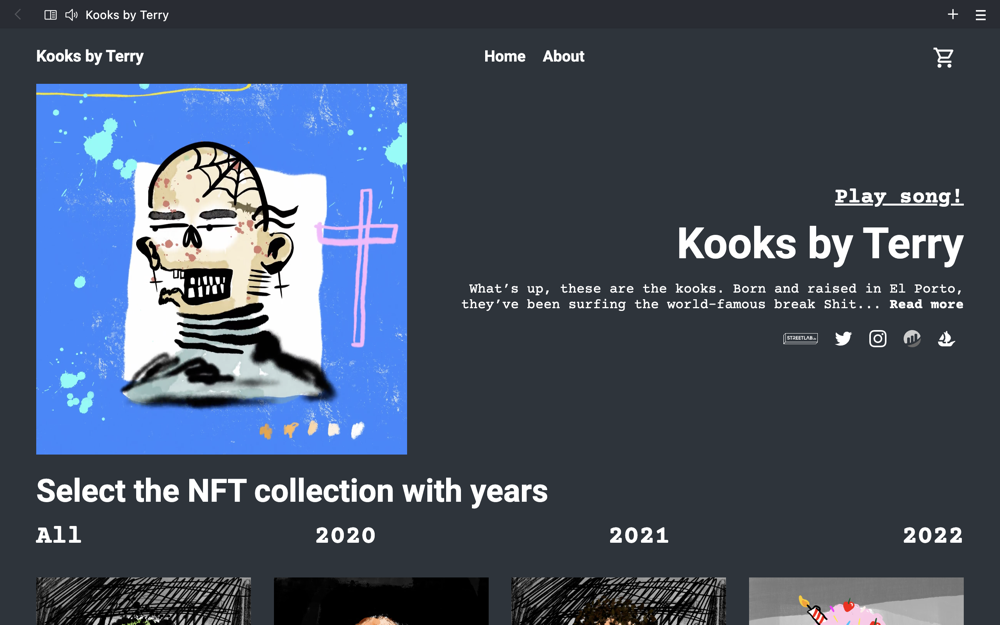 Kooks by Terry
Kooks by Terry
Home About
Play song!
Kooks by Terry
What's up, these are the kooks. Born and raised in El Porto,
they've been surfing the world-famous break Shit... Read more
STREETLAB
Select the NFT collection with years
All 2020 2021 2022